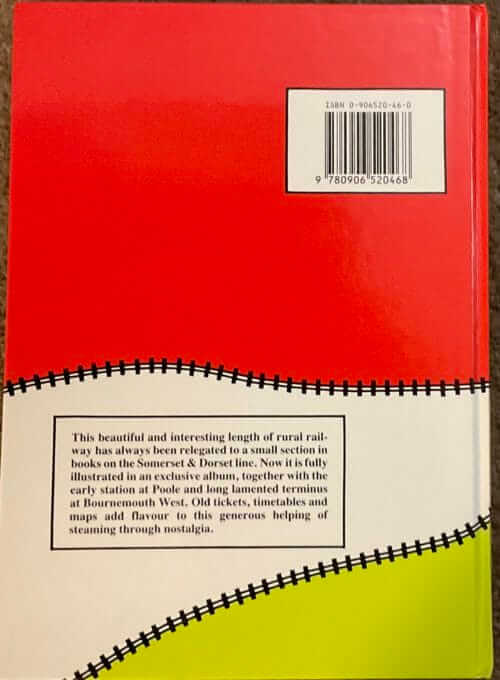 ISBN 0-906520-46-0
9 780906 520468
This beautiful and interesting length of rural rail-
way has always been relegated to a small section in
books on the Somerset & Dorset line. Now it is fully
illustrated in an exclusive album, together with the
early station at Poole and long lamented terminus
at Bournemouth West. Old tickets, timetables and
maps add flavour to this generous helping of
steaming through nostalgia.